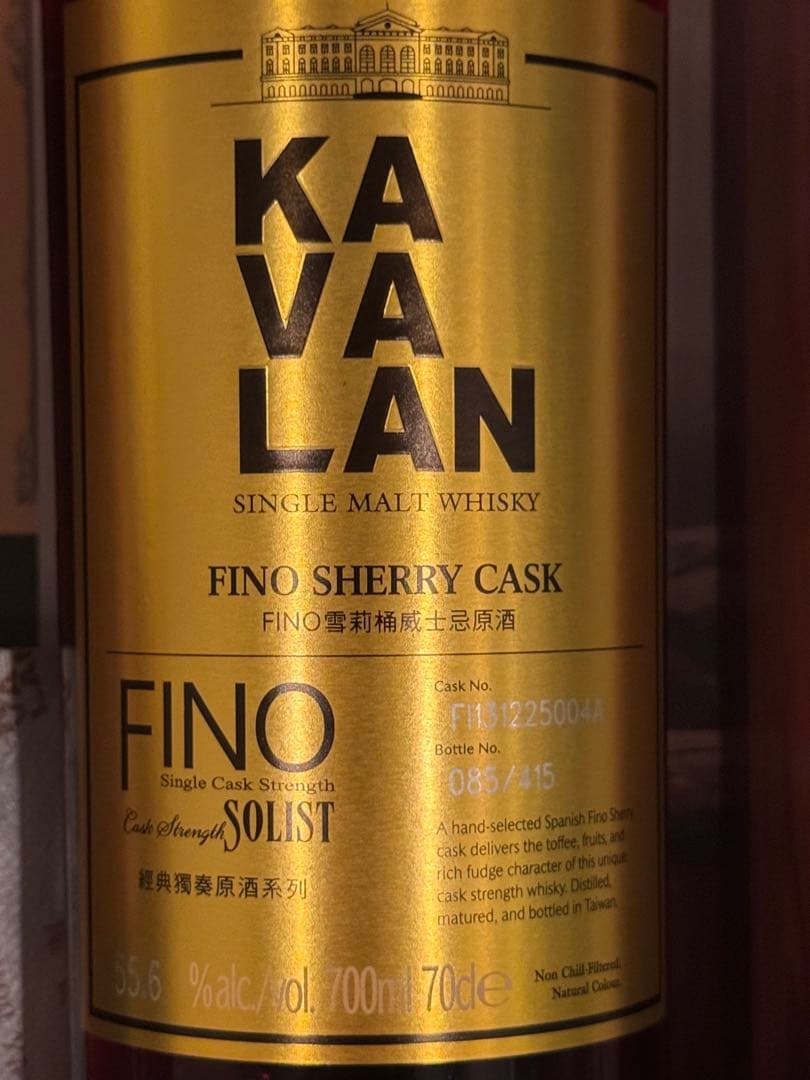 KA
VA
LAN
SINGLE MALT WHISKY
FINO SHERRY CASK
FINO雪莉桶威士忌原酒
FINO
Single Cask Strength
Cask Strength SOLIST
經典獨奏原酒系列
Cask No.
FI131225004A
Bottle No.
085/415
A hand-selected Spanish Fino Sherry
cask delivers the toffee, fruits, and
rich fudge character of this unique
cask strength whisky. Distilled,
matured, and bottled in Taiwan.
55.6 %alc./vol. 700ml 70cl e
Non Chill-Filtered.
Natural Colour.